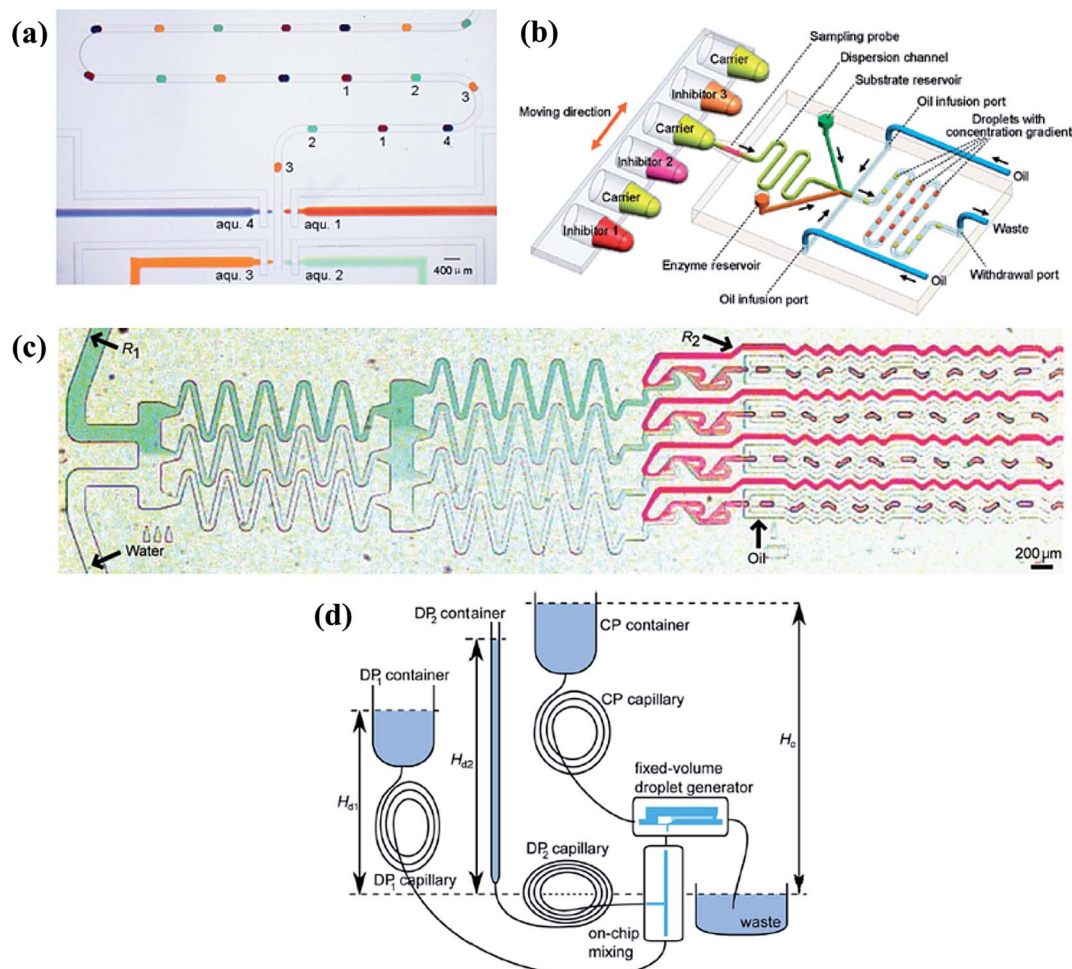 (a)
1
2
3
2
1
4
3
aqu. 4
aqu. 1
aqu. 3
aqu. 2
400 μm
(b)
Sampling probe
Dispersion channel
Substrate reservoir
Oil infusion port
Droplets with
concentration gradient
Carrier
Inhibitor 3
Moving direction
Carrier
Inhibitor 2
Carrier
Inhibitor 1
Oil
Waste
Enzyme reservoir
Oil
Withdrawal port
Oil infusion port
(c)
R1
R2
Water
Oil
200 μm
(d)
DP2 container
CP container
DP1 container
CP capillary
Hc
Hd2
Hd1
fixed-volume
droplet generator
DP2 capillary
DP1 capillary
on-chip
mixing
waste